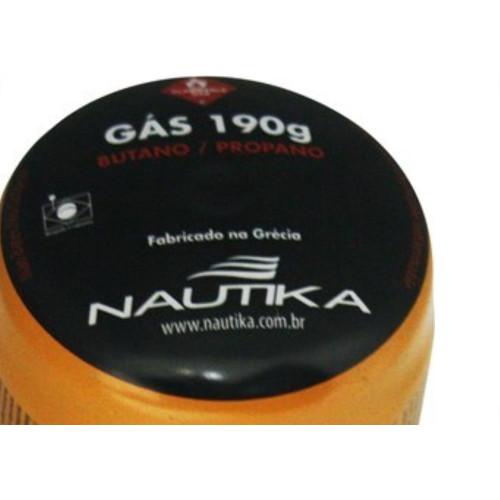 GÁS 190g
BUTANO / PROPANO
Fabricado na Grécia
NAUTIKA
www.nautika.com.br